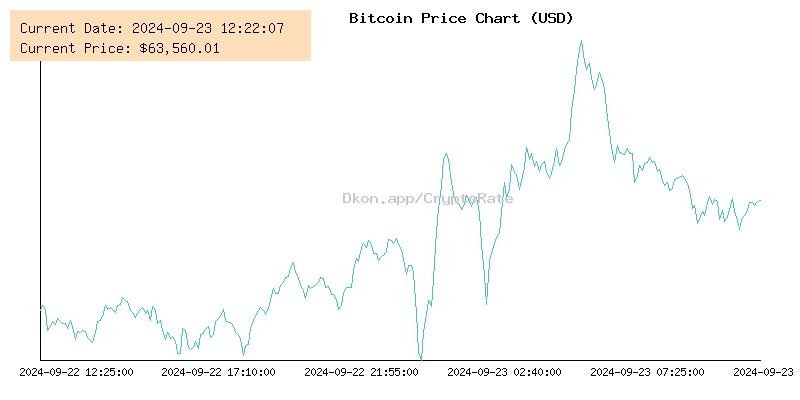 Bitcoin Price Chart (USD)
Current Date: 2024-09-23 12:22:07
Current Price: $63,560.01
Dkon.app/CryptoRate
2024-09-22 12:25:00 2024-09-22 17:10:00 2024-09-22 21:55:00 2024-09-23 02:40:00 2024-09-23 07:25:00 2024-09-23